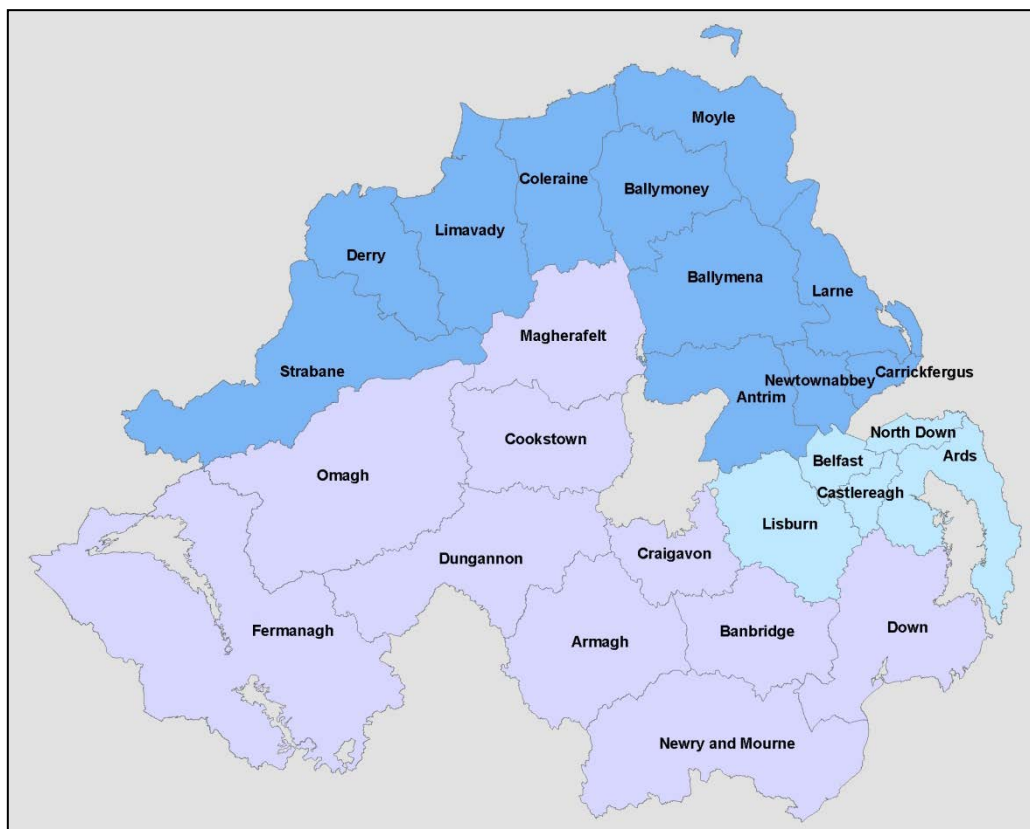 Moyle
Coleraine
Ballymoney
Limavady
Derry
Ballymena
Larne
Magherafelt
Strabane
Carrickfergus
Newtownabbey
Antrim
North Down
Cookstown
Ards
Belfast
Omagh
Castlereagh
Lisburn
Craigavon
Dungannon
Fermanagh
Armagh
Banbridge
Down
Newry and Mourne